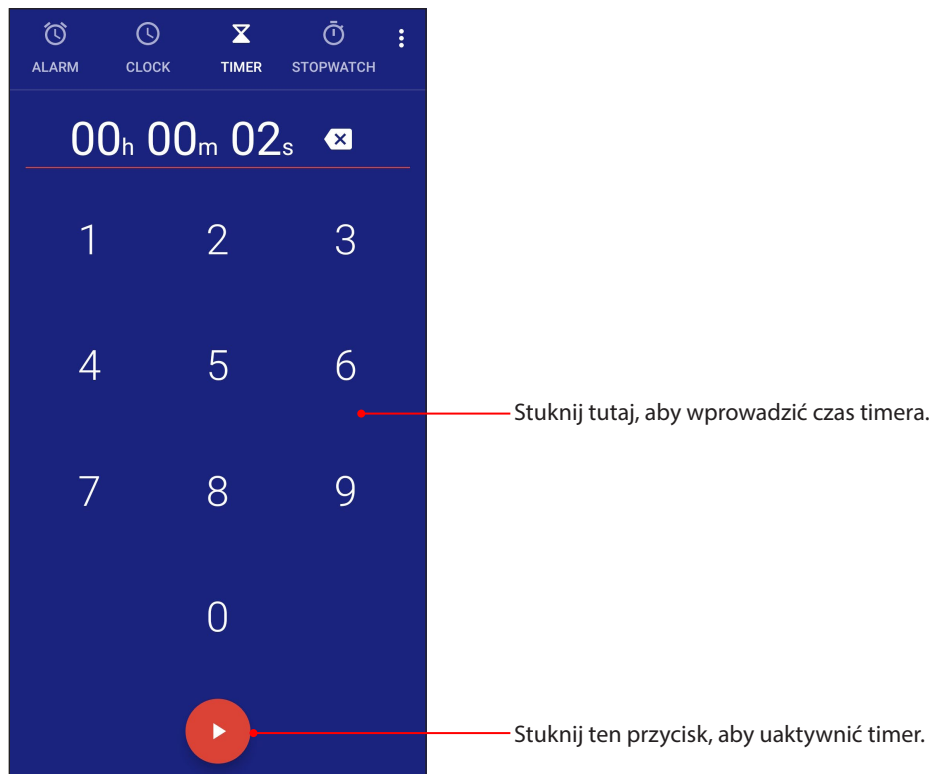 ALARM CLOCK TIMER STOPWATCH
00h 00m 02s
1 2 3
4 5 6
Stuknij tutaj, aby wprowadzić czas timera.
7 8 9
0
Stuknij ten przycisk, aby uaktywnić timer.